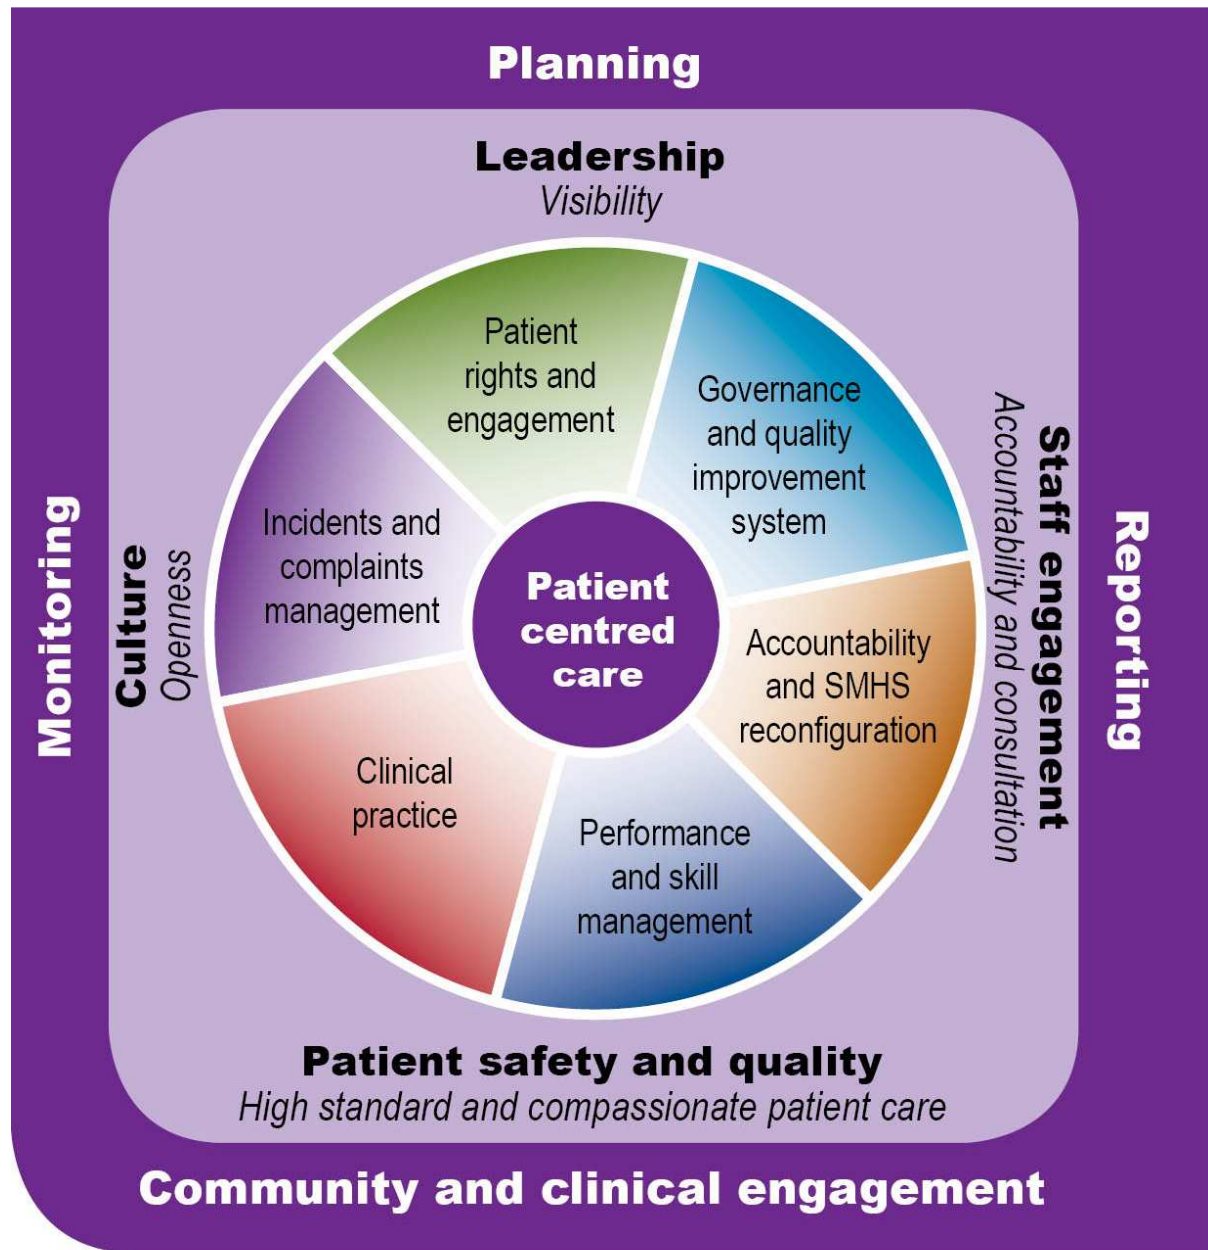 Planning
Leadership
Visibility
Patient
rights and
engagement
Governance
and quality
improvement
system
Accountability
and SMHS
reconfiguration
Performance
and skill
management
Clinical
practice
Incidents and
complaints
management
Patient
centred
care
Monitoring
Culture
Openness
Staff engagement
Accountability and consultation
Reporting
Patient safety and quality
High standard and compassionate patient care
Community and clinical engagement